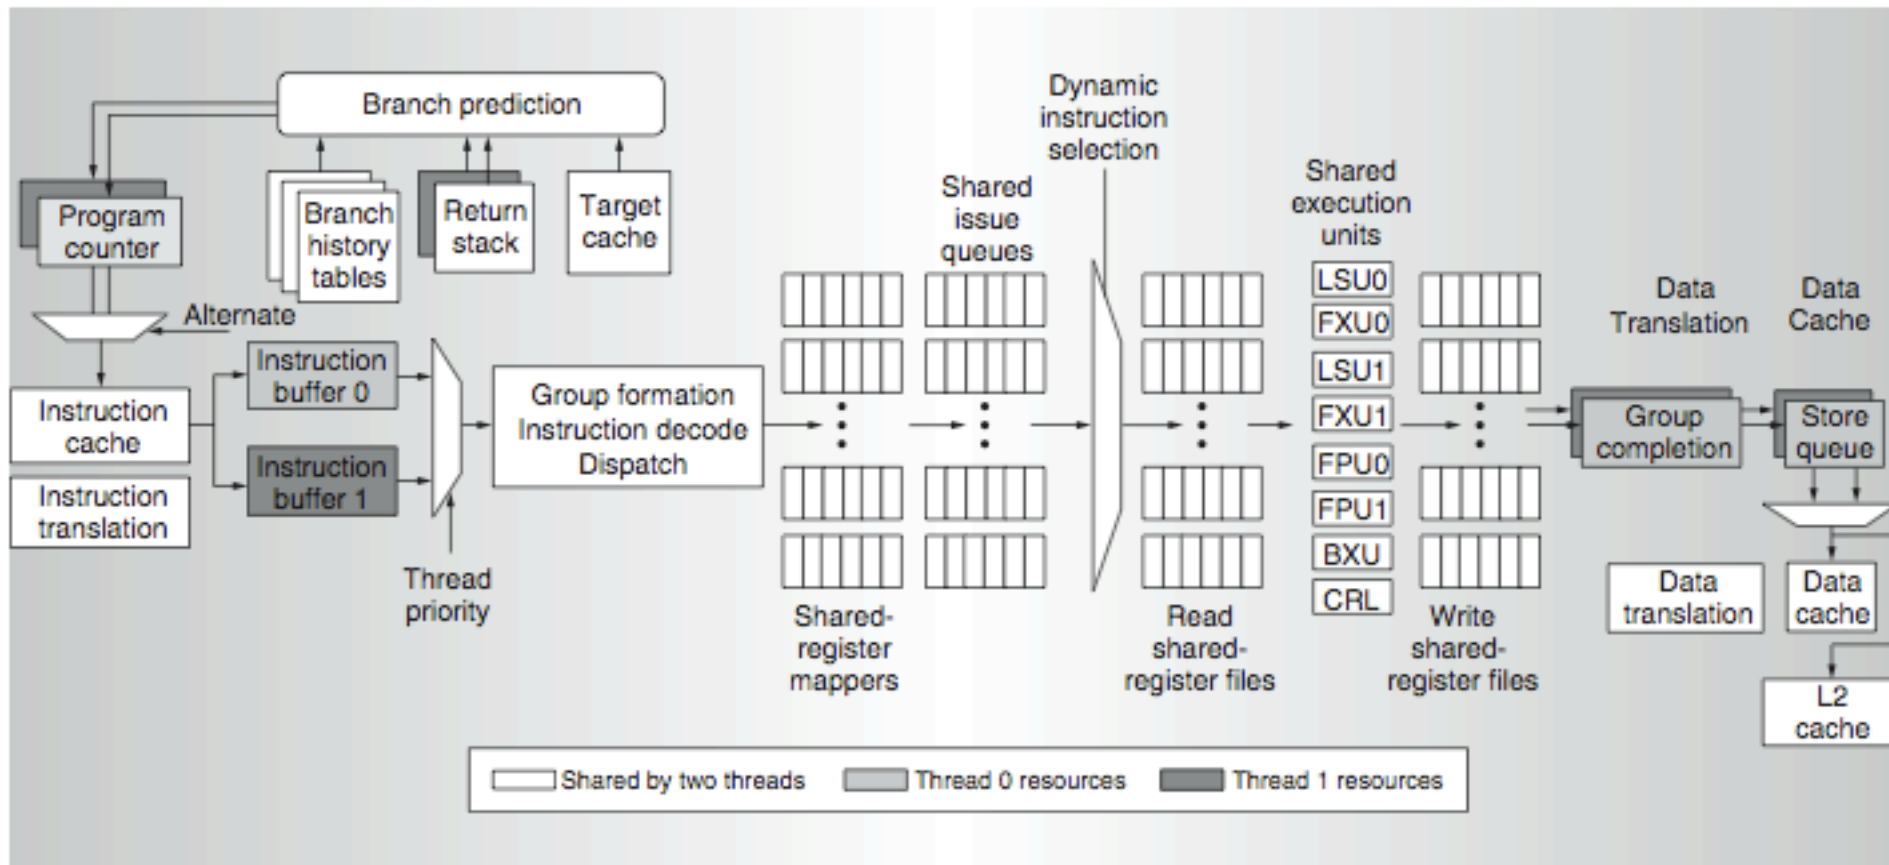 Branch prediction
Program
counter
Branch
history
tables
Return
stack
Target
cache
Alternate
Instruction
cache
Instruction
translation
Instruction
buffer 0
Instruction
buffer 1
Thread
priority
Group formation
Instruction decode
Dispatch
Shared-
register
mappers
Shared
issue
queues
Dynamic
instruction
selection
Read
shared-
register files
Shared
execution
units
LSU0
FXU0
LSU1
FXU1
FPU0
FPU1
BXU
CRL
Write
shared-
register files
Data
Translation
Data
Cache
Group
completion
Store
queue
Data
translation
Data
cache
L2
cache
Shared by two threads
Thread 0 resources
Thread 1 resources